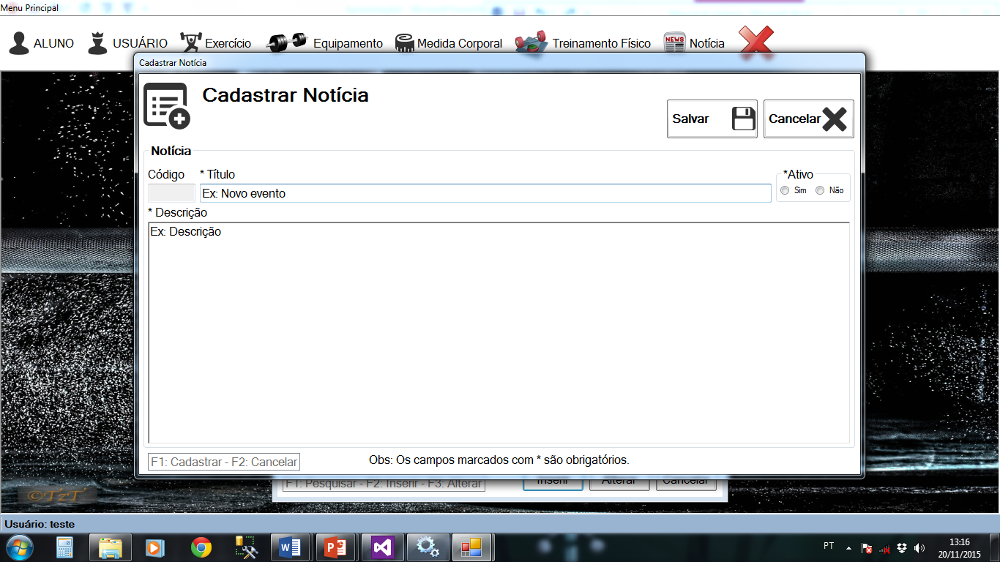 Menu Principal
ALUNO USUÁRIO Exercício Equipamento Medida Corporal Treinamento Físico NEWS Notícia
Cadastrar Notícia
Cadastrar Notícia
Salvar Cancelar
Notícia
Código * Título *Ativo
Ex: Novo evento Sim Não
* Descrição
Ex: Descrição
F1: Cadastrar - F2: Cancelar Obs: Os campos marcados com * são obrigatórios.
F1: Pesquisar - F2: Inserir - F3: Alterar Inserir Alterar Cancelar
©TzT
Usuário: teste
PT 13:16
20/11/2015